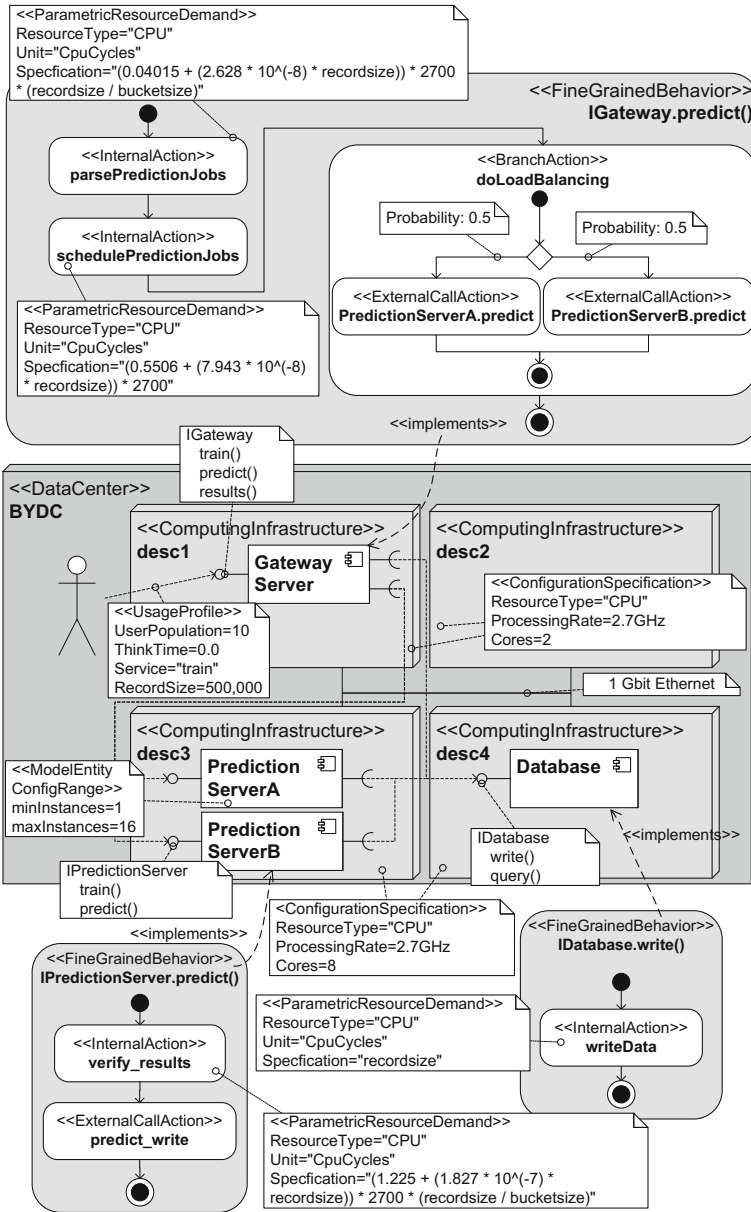 <<ParametricResourceDemand>>
ResourceType="CPU"
Unit="CpuCycles"
Specfication="(0.04015 + (2.628 * 10^(-8) * recordsize)) * 2700
* (recordsize / bucketsize)"
<<FineGrainedBehavior>>
IGateway.predict()
<<InternalAction>>
parsePredictionJobs
<<InternalAction>>
schedulePredictionJobs
<<BranchAction>>
doLoadBalancing
Probability: 0.5
Probability: 0.5
<<ExternalCallAction>>
PredictionServerA.predict
<<ExternalCallAction>>
PredictionServerB.predict
<<ParametricResourceDemand>>
ResourceType="CPU"
Unit="CpuCycles"
Specfication="(0.5506 + (7.943 * 10^(-8)
* recordsize)) * 2700"
<<implements>>
IGateway
train()
predict()
results()
<<DataCenter>>
BYDC
<<ComputingInfrastructure>>
desc1
Gateway
Server
<<ComputingInfrastructure>>
desc2
<<ConfigurationSpecification>>
ResourceType="CPU"
ProcessingRate=2.7GHz
Cores=2
<<UsageProfile>>
UserPopulation=10
ThinkTime=0.0
Service="train"
RecordSize=500,000
1 Gbit Ethernet
<<ComputingInfrastructure>>
desc3
Prediction
ServerA
Prediction
ServerB
<<ComputingInfrastructure>>
desc4
Database
<<ModelEntity
ConfigRange>>
minInstances=1
maxInstances=16
IDatabase
write()
query()
<<implements>>
IPredictionServer
train()
predict()
<ConfigurationSpecification>>
ResourceType="CPU"
ProcessingRate=2.7GHz
Cores=8
<<implements>>
<<FineGrainedBehavior>>
IPredictionServer.predict()
<<InternalAction>>
verify_results
<<ExternalCallAction>>
predict_write
<<FineGrainedBehavior>>
IDatabase.write()
<<InternalAction>>
writeData
<<ParametricResourceDemand>>
ResourceType="CPU"
Unit="CpuCycles"
Specfication="recordsize"
<<ParametricResourceDemand>>
ResourceType="CPU"
Unit="CpuCycles"
Specfication="(1.225 + (1.827 * 10^(-7) *
recordsize)) * 2700 * (recordsize / bucketsize)"